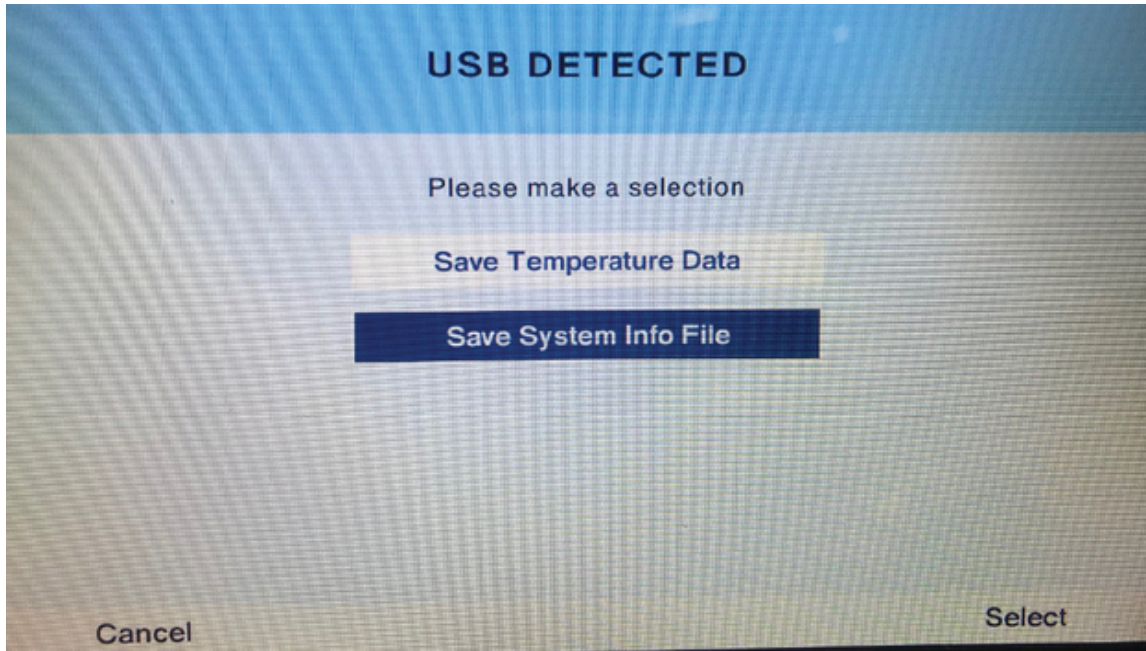 USB DETECTED
Please make a selection
Save Temperature Data
Save System Info File
Cancel
Select